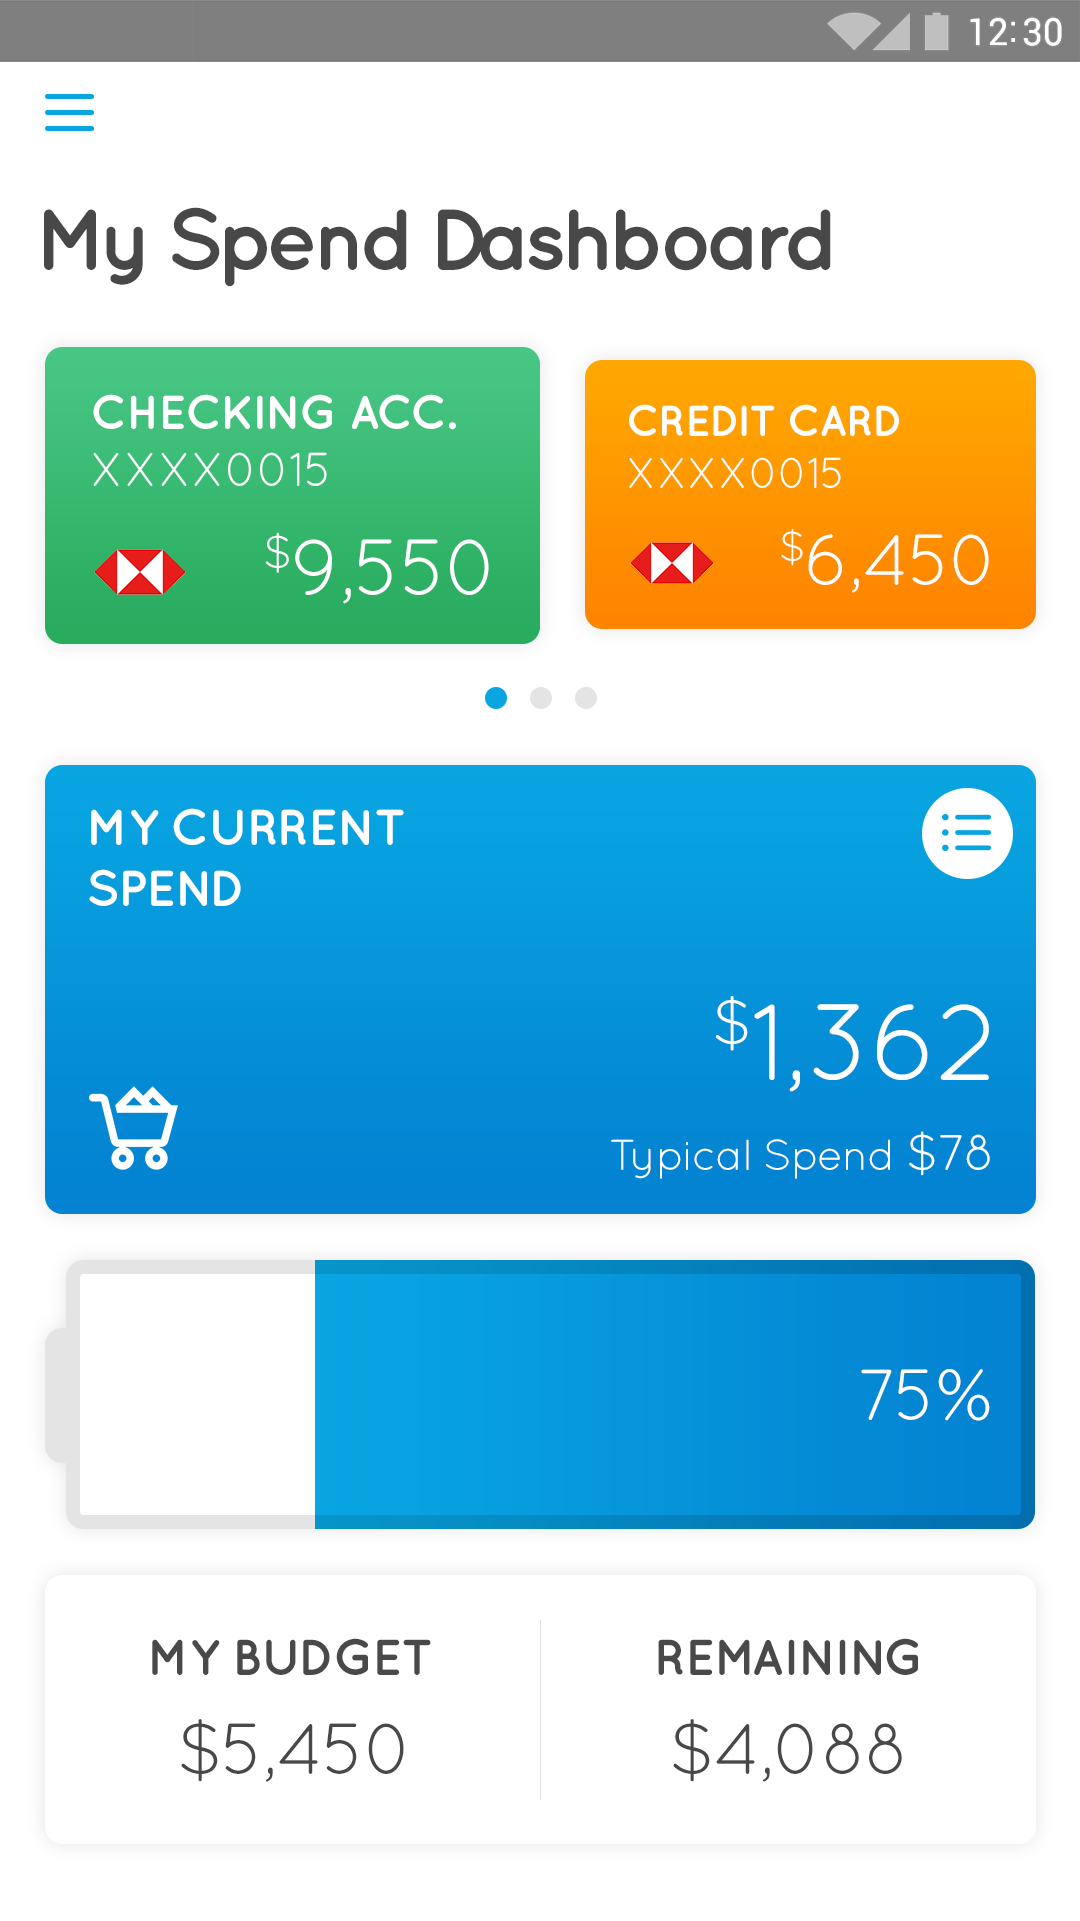 12:30
My Spend Dashboard
CHECKING ACC.
XXXX0015
$9,550
CREDIT CARD
XXXX0015
$6,450
MY CURRENT
SPEND
$1,362
Typical Spend $78
75%
MY BUDGET
$5,450
REMAINING
$4,088